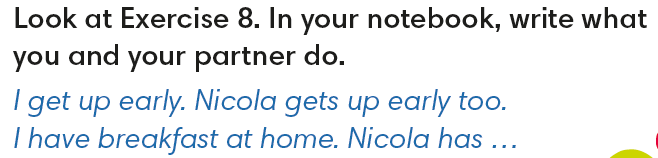 Look at Exercise 8. In your notebook, write what
you and your partner do.
I get up early. Nicola gets up early too.
I have breakfast at home. Nicola has …